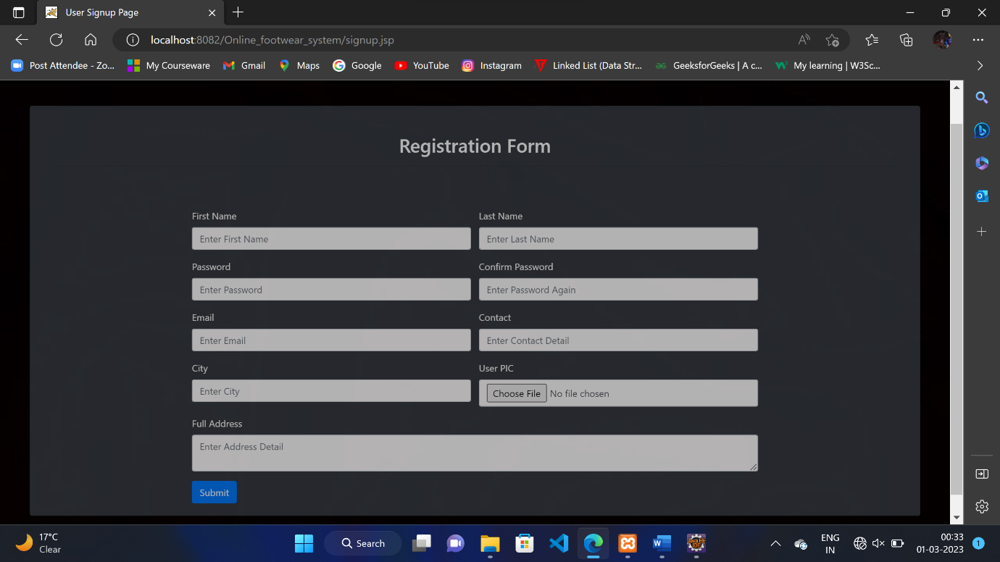 User Signup Page
localhost:8082/Online_footwear_system/signup.jsp
Post Attendee - Zo... My Courseware Gmail Maps Google YouTube Instagram Linked List (Data Str... GeeksforGeeks | A c... My learning | W3Sc...
Registration Form
First Name Last Name
Enter First Name Enter Last Name
Password Confirm Password
Enter Password Enter Password Again
Email Contact
Enter Email Enter Contact Detail
City User PIC
Enter City Choose File No file chosen
Full Address
Enter Address Detail
Submit
17°C
Clear
Search
Java EE
IDE
ENG
IN
00:33
01-03-2023
1